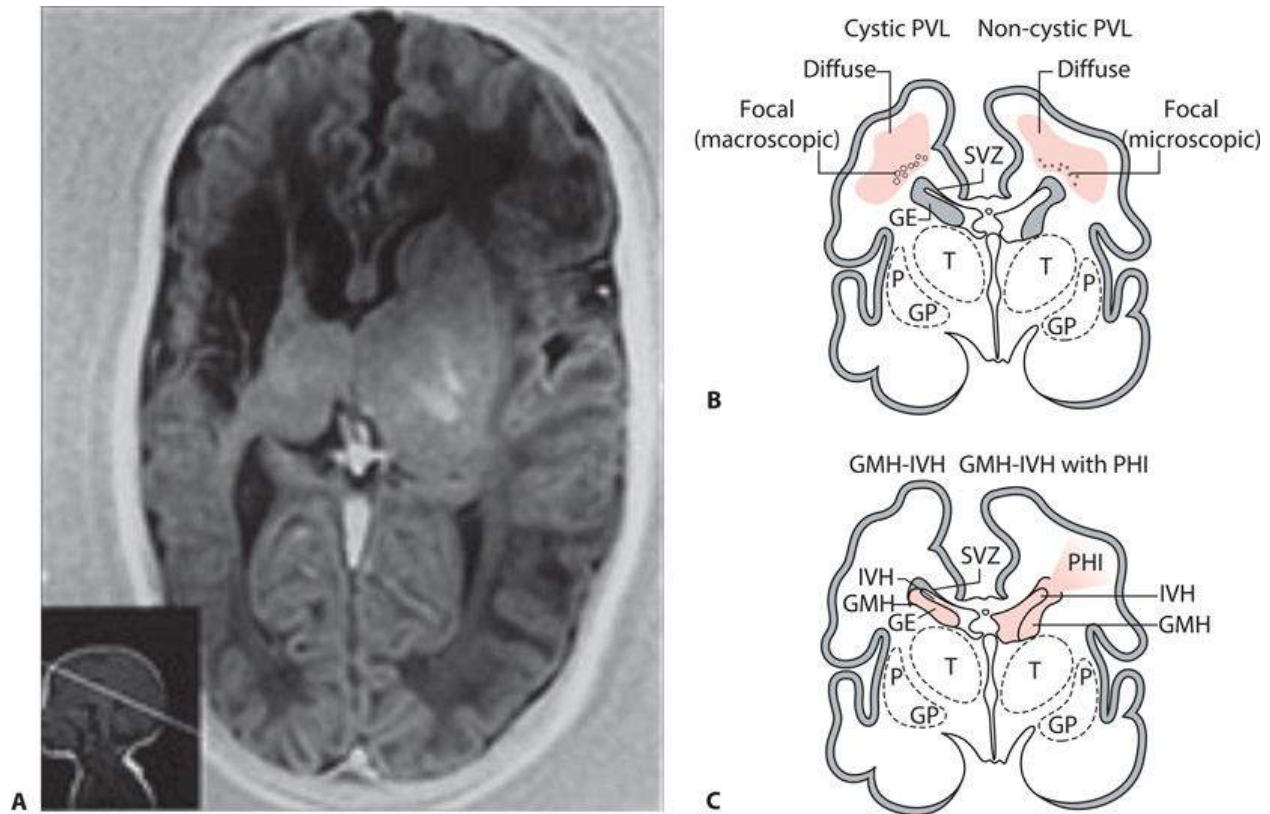 A
Cystic PVL Non-cystic PVL
Diffuse Diffuse
Focal Focal
(macroscopic) (microscopic)
SVZ
GE
T T
P P
GP GP
B
GMH-IVH GMH-IVH with PHI
SVZ PHI
IVH IVH
GMH GMH
GE
T T
P P
GP GP
C